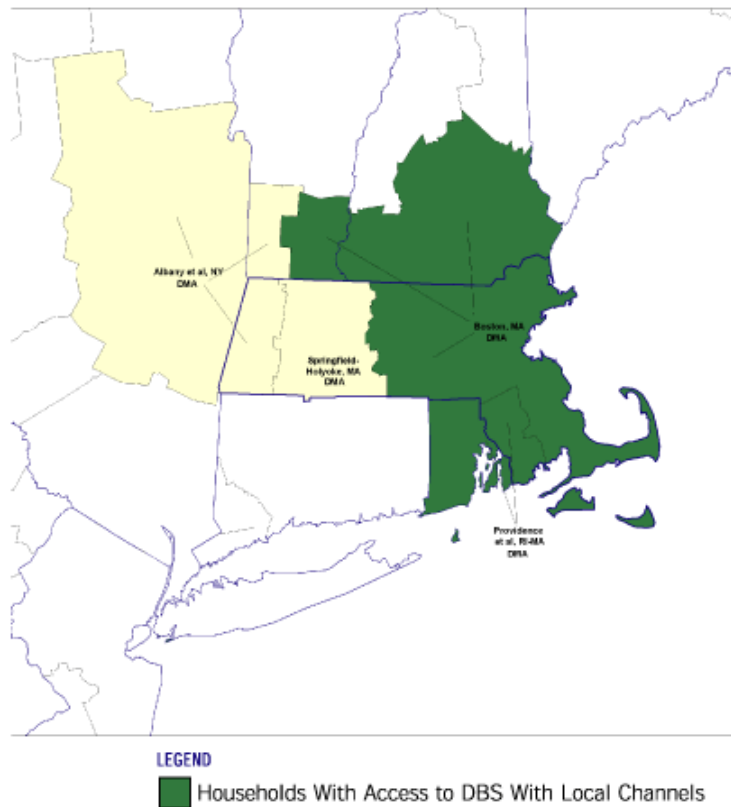 Albany et al, NY
DMA
Boston, MA
DMA
Springfield-
Holyoke, MA
DMA
Providence
et al, RI-MA
DMA
LEGEND
Households With Access to DBS With Local Channels